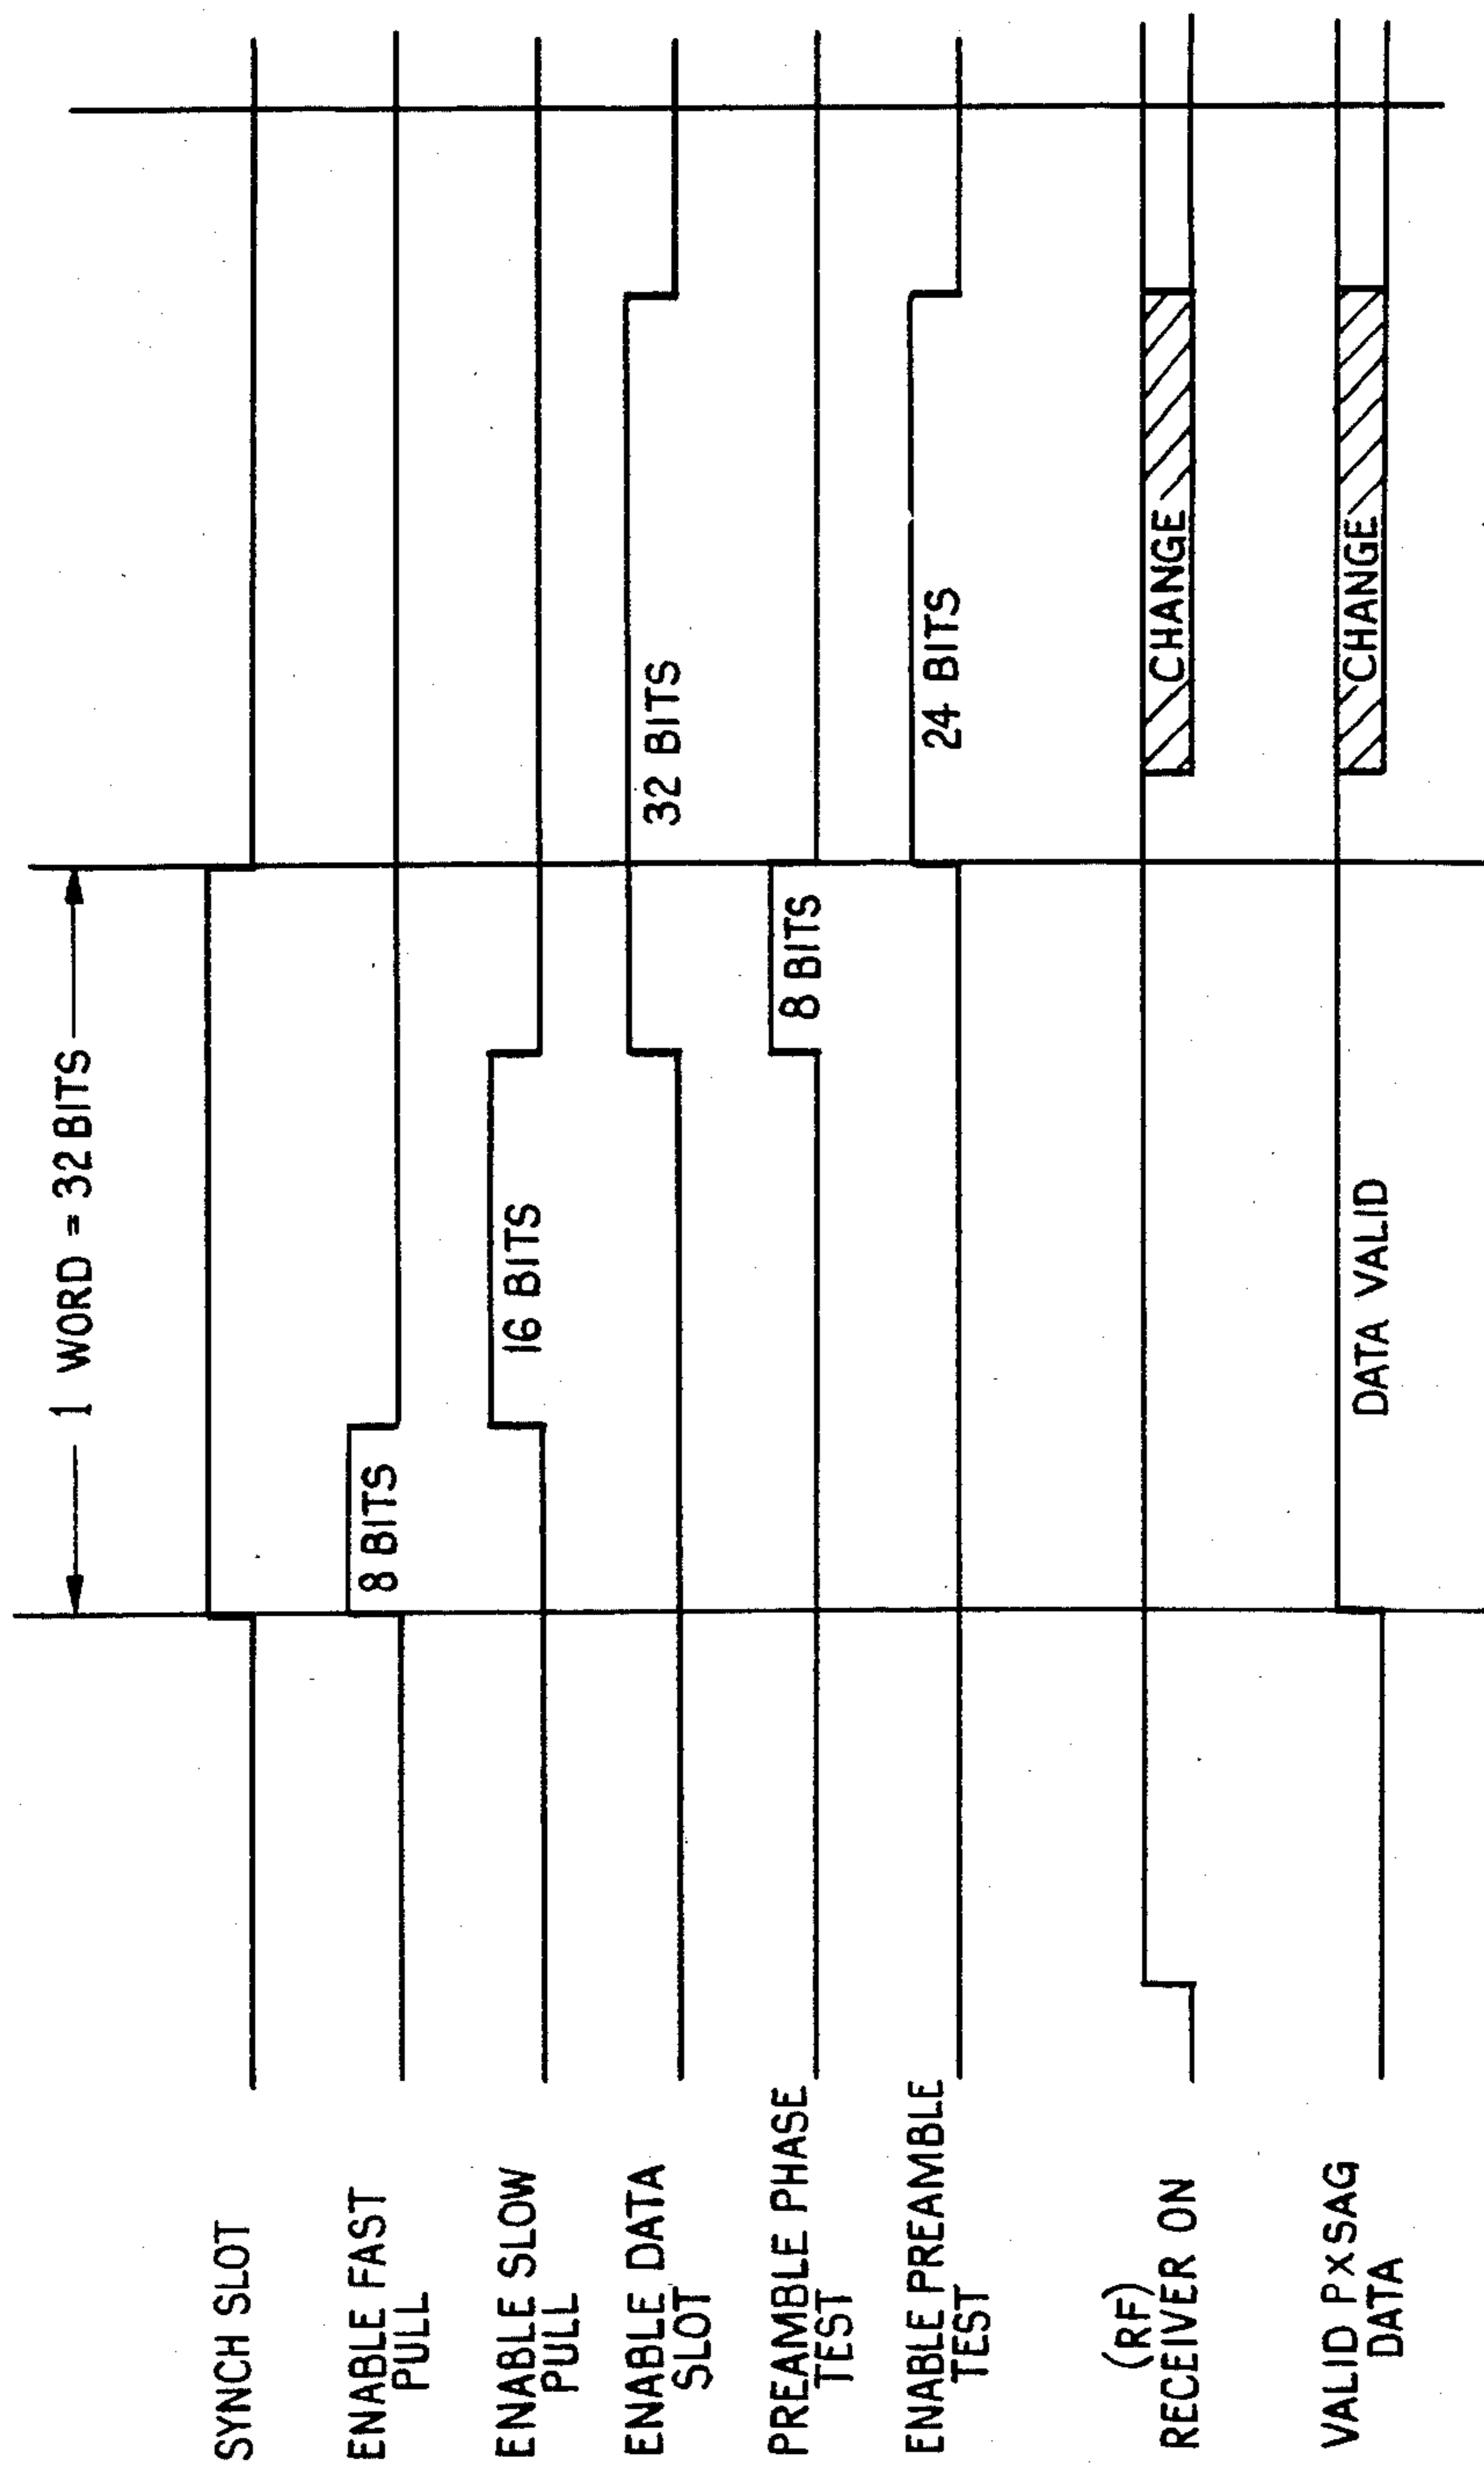 1 WORD = 32 BITS
SYNCH SLOT
ENABLE FAST
PULL
8 BITS
ENABLE SLOW
PULL
16 BITS
ENABLE DATA
SLOT
32 BITS
PREAMBLE PHASE
TEST
8 BITS
ENABLE PREAMBLE
TEST
24 BITS
(RF)
RECEIVER ON
CHANGE
VALID PXSAG
DATA
DATA VALID
CHANGE